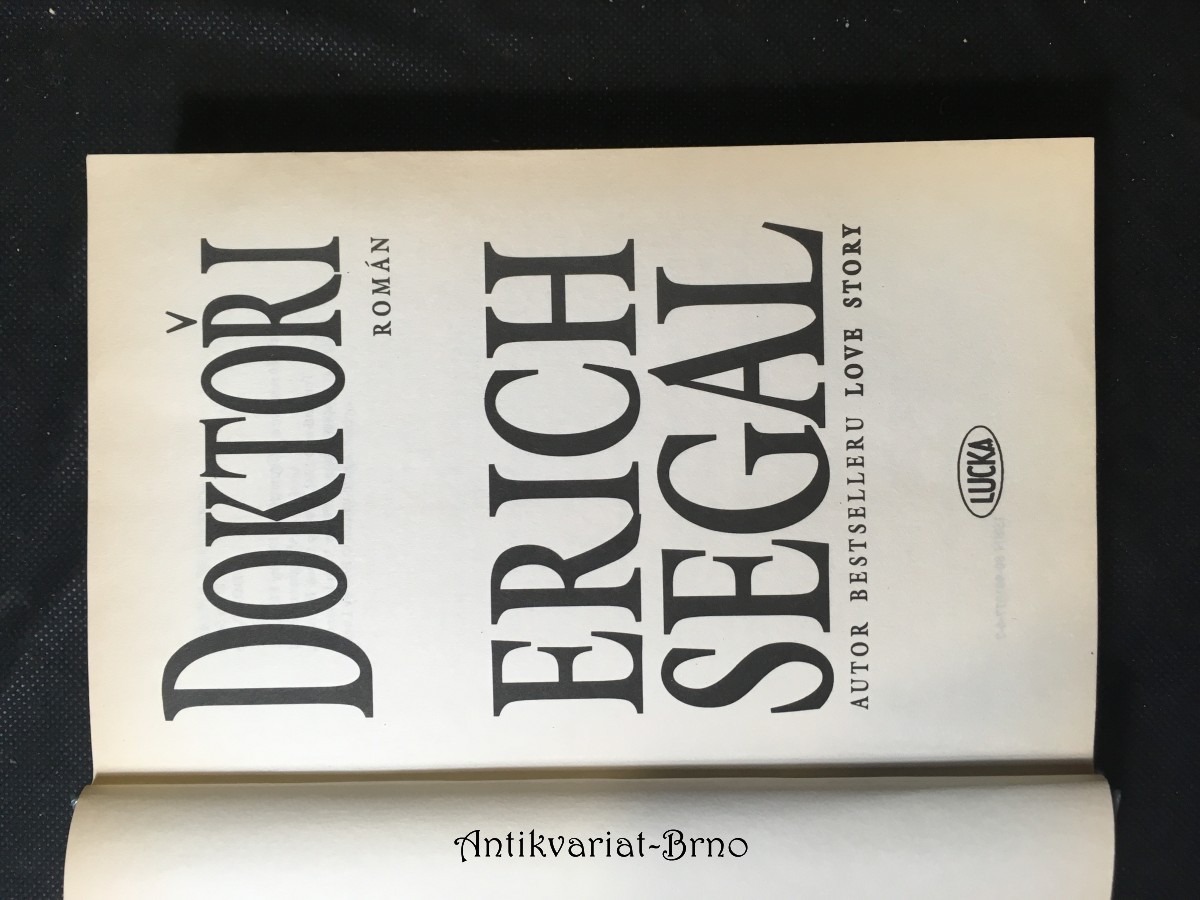 DOKTOŘI
ROMÁN
ERICH
SEGAL
AUTOR BESTSELLERU LOVE STORY
LUCKA
Antikvariat-Brno